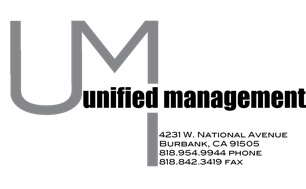 UM
unified management
4231 W. National Avenue
Burbank, CA 91505
818.954.9944 phone
818.842.3419 fax